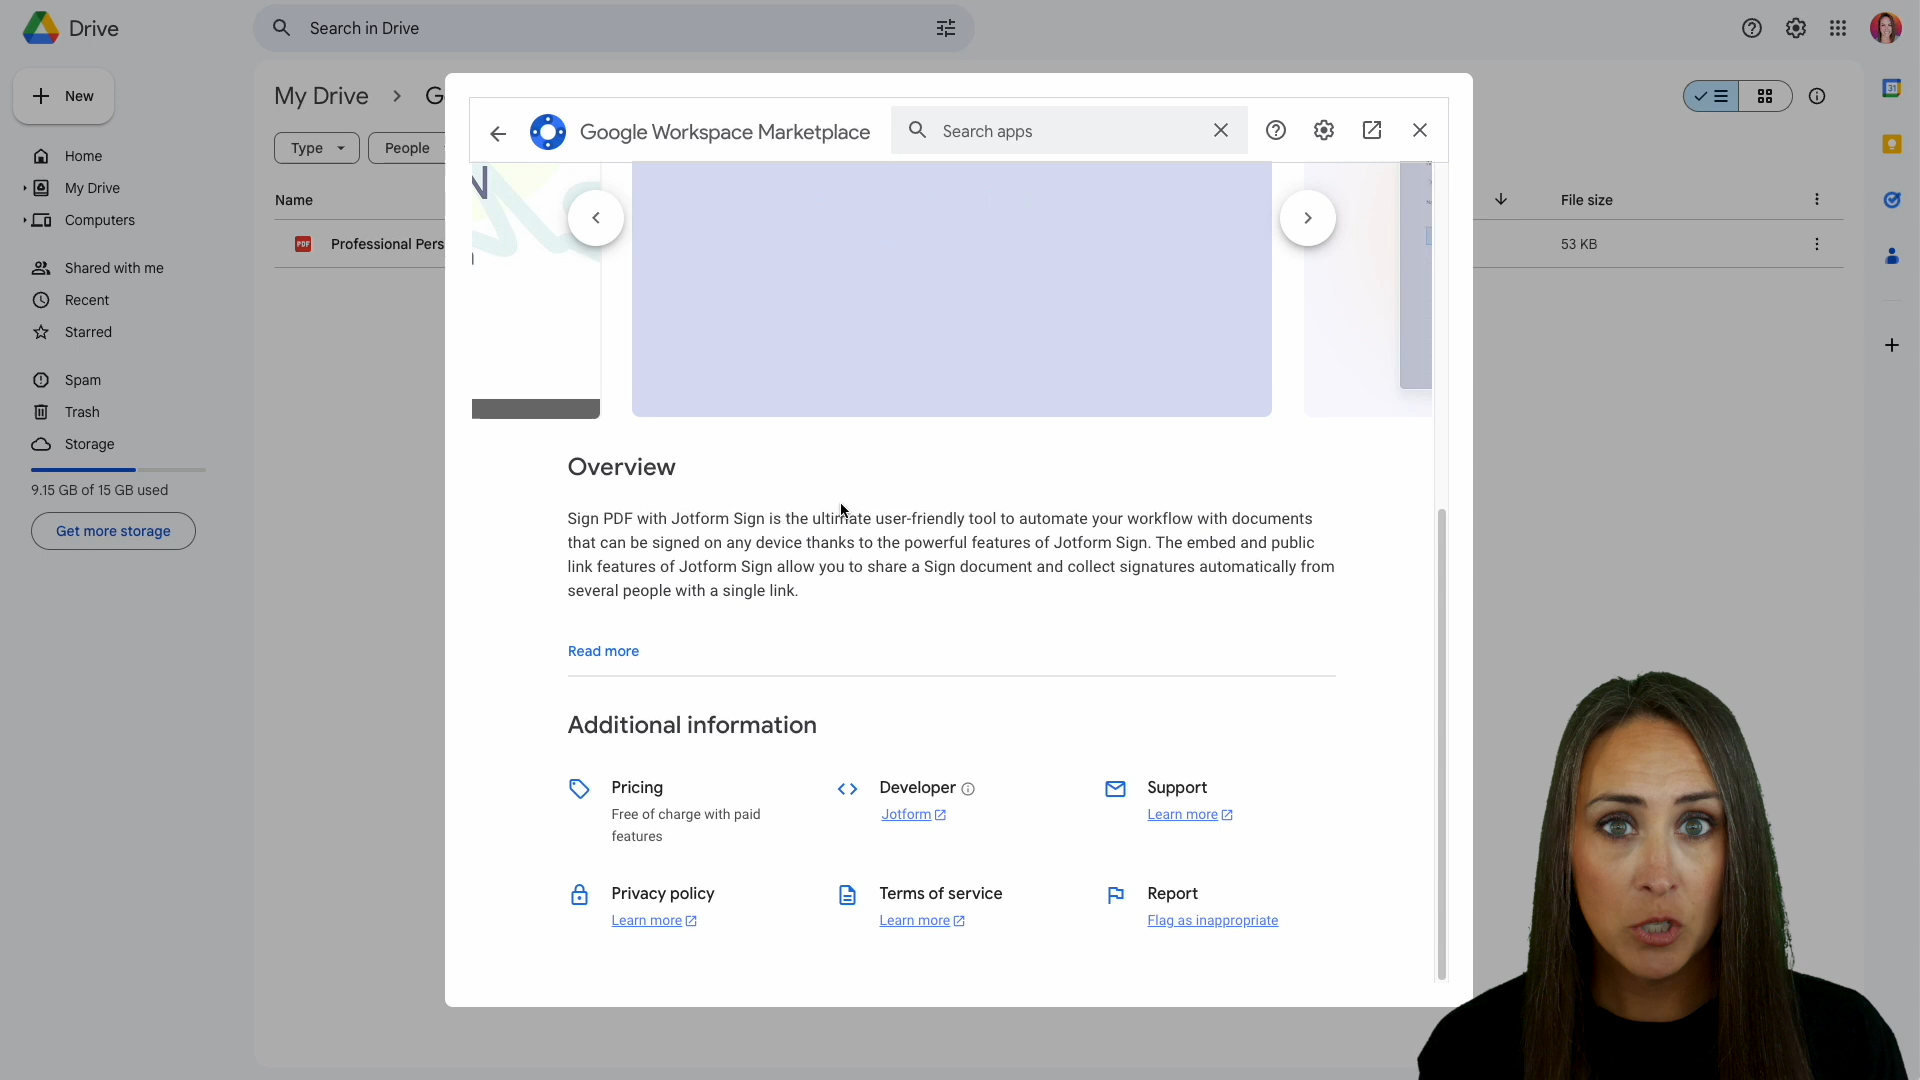 Drive
Search in Drive
New
Home
My Drive
Computers
Shared with me
Recent
Starred
Spam
Trash
Storage
9.15 GB of 15 GB used
Get more storage
My Drive
G
Type
People
Name
File size
PDF
Professional Pers
53 KB
31
Google Workspace Marketplace
Search apps
N
Overview
Sign PDF with Jotform Sign is the ultimate user-friendly tool to automate your workflow with documents
that can be signed on any device thanks to the powerful features of Jotform Sign. The embed and public
link features of Jotform Sign allow you to share a Sign document and collect signatures automatically from
several people with a single link.
Read more
Additional information
Pricing
Free of charge with paid
features
Developer
Jotform
Support
Learn more
Privacy policy
Learn more
Terms of service
Learn more
Report
Flag as inappropriate